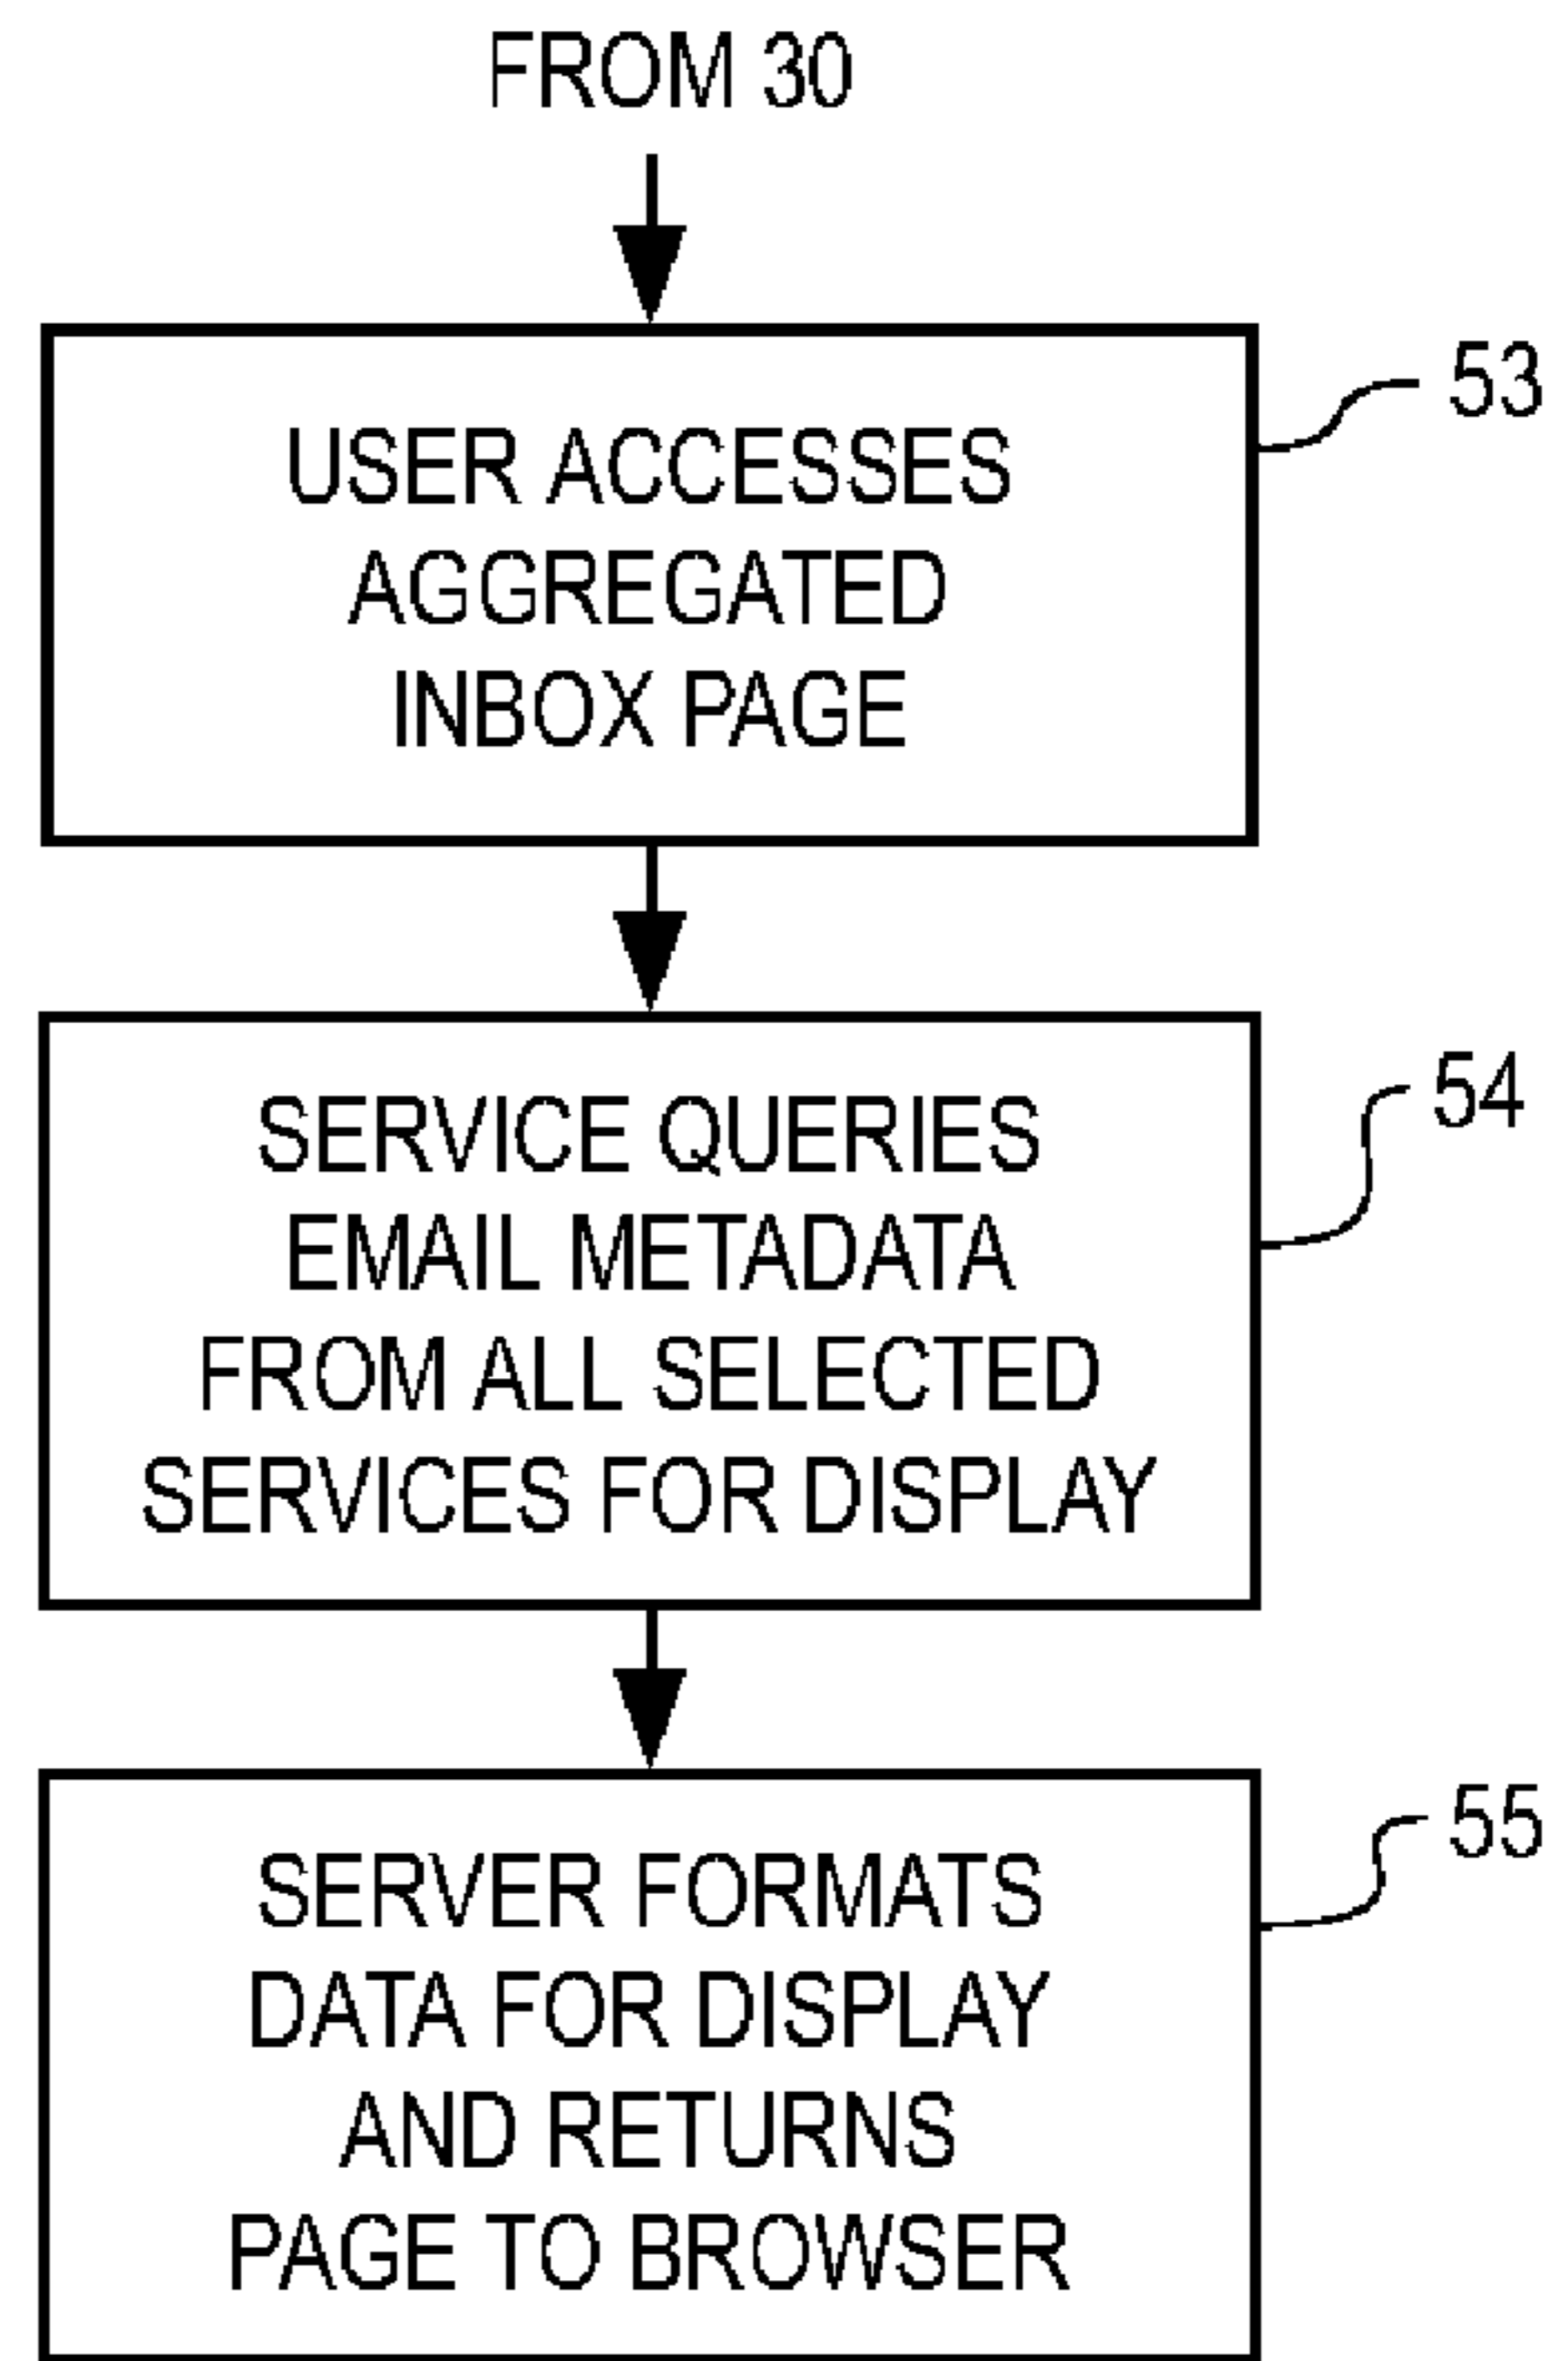 FROM 30
53
USER ACCESSES
AGGREGATED
INBOX PAGE
54
SERVICE QUERIES
EMAIL METADATA
FROM ALL SELECTED
SERVICES FOR DISPLAY
55
SERVER FORMATS
DATA FOR DISPLAY
AND RETURNS
PAGE TO BROWSER